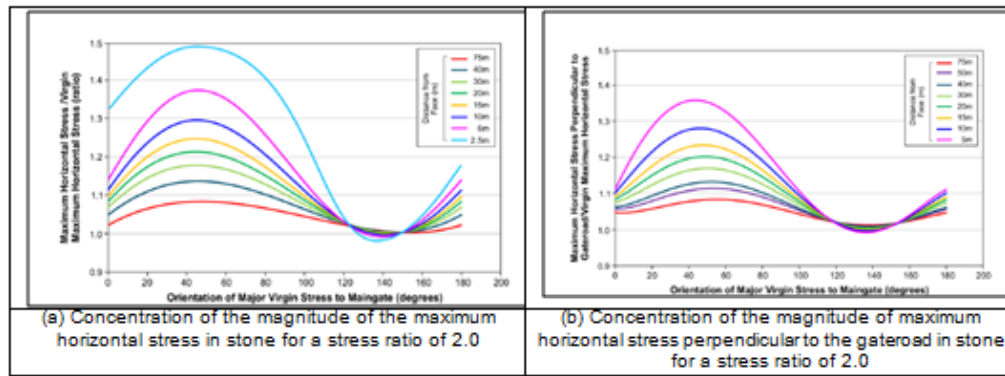 1.5
1.4
1.3
1.2
1.1
1.0
0.9
Maximum Horizontal Stress /Virgin
Maximum Horizontal Stress (ratio)
0 20 40 60 80 100 120 140 160 180 200
Orientation of Major Virgin Stress to Maingate (degrees)
Distance from
Face (m)
75m
40m
30m
20m
15m
10m
6m
2.5m
(a) Concentration of the magnitude of the maximum
horizontal stress in stone for a stress ratio of 2.0
1.5
1.4
1.3
1.2
1.1
1.0
0.9
Maximum Horizontal Stress Perpendicular to
Gateroad/Virgin Maximum Horizontal Stress
0 20 40 60 80 100 120 140 160 180 200
Orientation of Major Virgin Stress to Maingate (degrees)
Distance from
Face (m)
75m
50m
40m
30m
20m
15m
10m
(b) Concentration of the magnitude of maximum
horizontal stress perpendicular to the gateroad in stone
for a stress ratio of 2.0